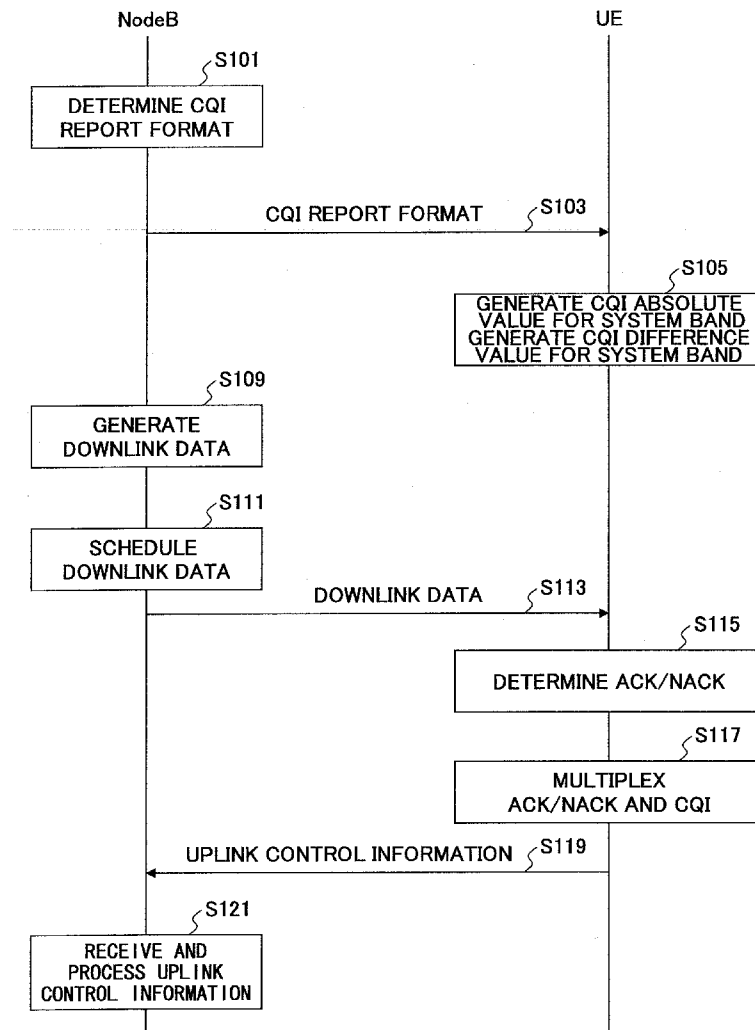 NodeB
UE
S101
DETERMINE CQI
REPORT FORMAT
CQI REPORT FORMAT
S103
S105
GENERATE CQI ABSOLUTE
VALUE FOR SYSTEM BAND
GENERATE CQI DIFFERENCE
VALUE FOR SYSTEM BAND
S109
GENERATE
DOWNLINK DATA
S111
SCHEDULE
DOWNLINK DATA
DOWNLINK DATA
S113
S115
DETERMINE ACK/NACK
S117
MULTIPLEX
ACK/NACK AND CQI
UPLINK CONTROL INFORMATION
S119
S121
RECEIVE AND
PROCESS UPLINK
CONTROL INFORMATION